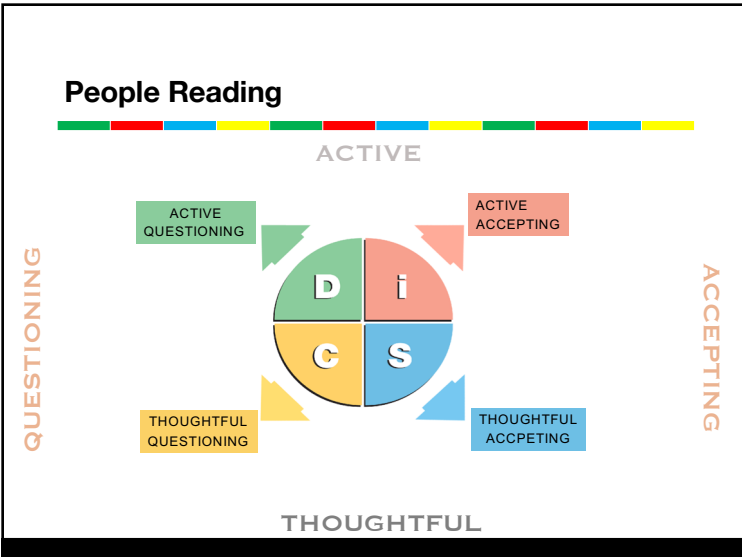 People Reading
ACTIVE
ACTIVE
QUESTIONING
ACTIVE
ACCEPTING
QUESTIONING
D
i
ACCEPTING
C
S
THOUGHTFUL
QUESTIONING
THOUGHTFUL
ACCPETING
THOUGHTFUL